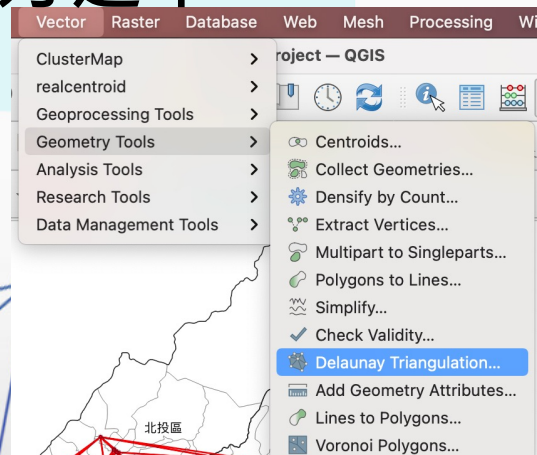 Vector Raster Database Web Mesh Processing
roject — QGIS
ClusterMap
realcentroid
Geoprocessing Tools
Geometry Tools
Analysis Tools
Research Tools
Data Management Tools
Centroids...
Collect Geometries...
Densify by Count...
Extract Vertices...
Multipart to Singleparts...
Polygons to Lines...
Simplify...
Check Validity...
Delaunay Triangulation...
Add Geometry Attributes...
Lines to Polygons...
Voronoi Polygons...
北投區